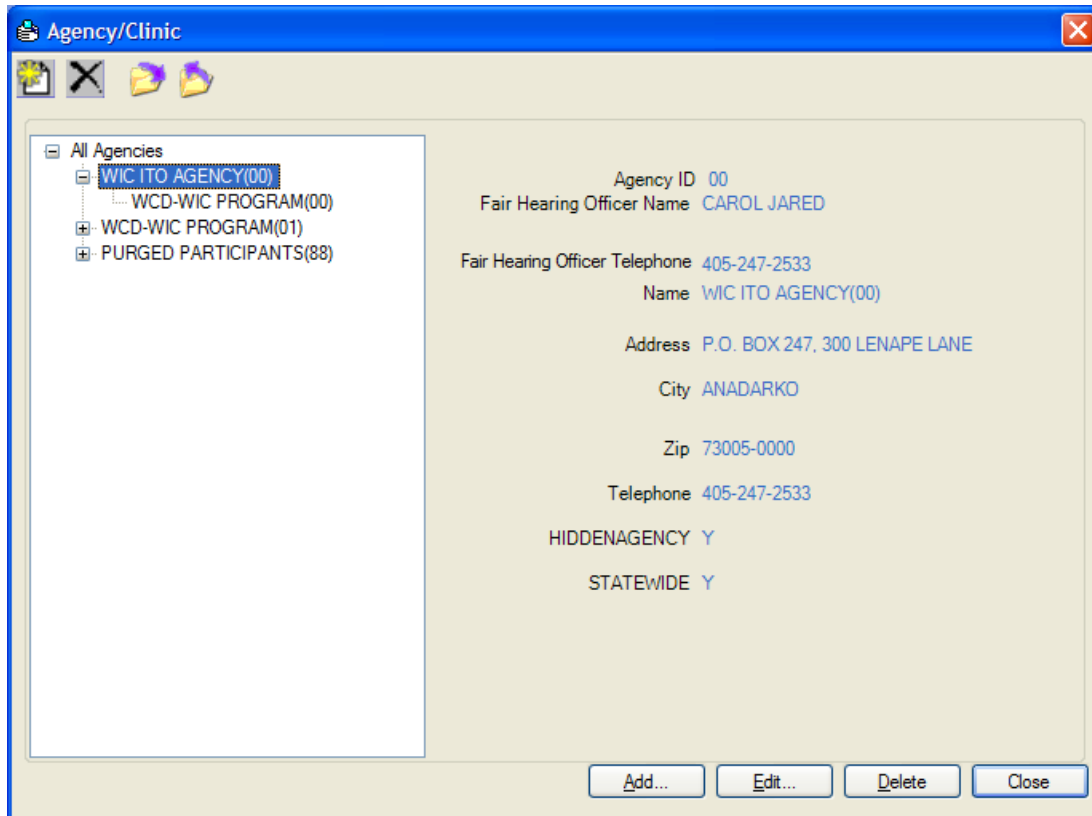 Agency/Clinic
All Agencies
WIC ITO AGENCY(00)
WCD-WIC PROGRAM(00)
WCD-WIC PROGRAM(01)
PURGED PARTICIPANTS(88)
Agency ID 00
Fair Hearing Officer Name CAROL JARED
Fair Hearing Officer Telephone 405-247-2533
Name WIC ITO AGENCY(00)
Address P.O. BOX 247, 300 LENAPE LANE
City ANADARKO
Zip 73005-0000
Telephone 405-247-2533
HIDDENAGENCY Y
STATEWIDE Y
Add... Edit... Delete Close